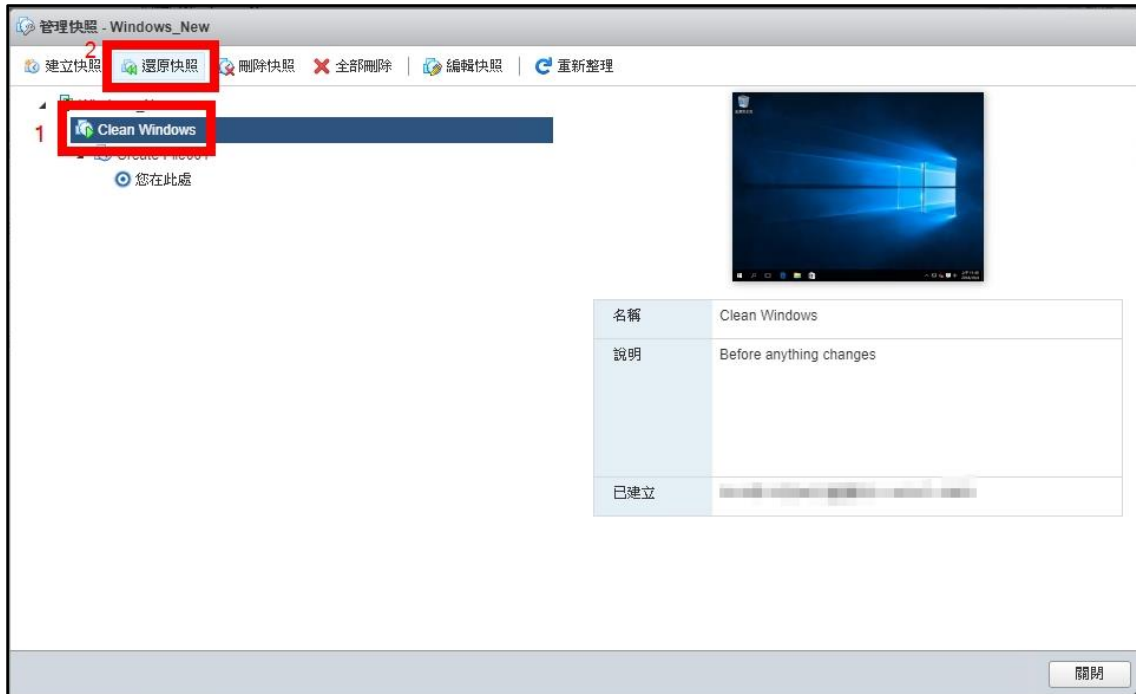 管理快照 - Windows_New
2
建立快照 還原快照 刪除快照 全部刪除 編輯快照 重新整理
1 Clean Windows
您在此處
名稱 Clean Windows
說明 Before anything changes
已建立
關閉